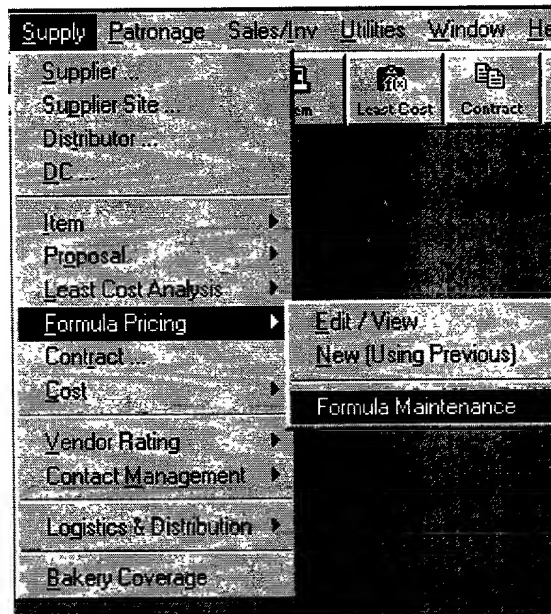 Supply Patronage Sales/Inv Utilities Window He
Supplier ...
Supplier Site ...
Distributor ...
DC ...
em Least Cost Contract
Item
Proposal
Least Cost Analysis
Formula Pricing
Edit / View
New (Using Previous)
Formula Maintenance
Contract ...
Cost
Vendor Rating
Contact Management
Logistics & Distribution
Bakery Coverage